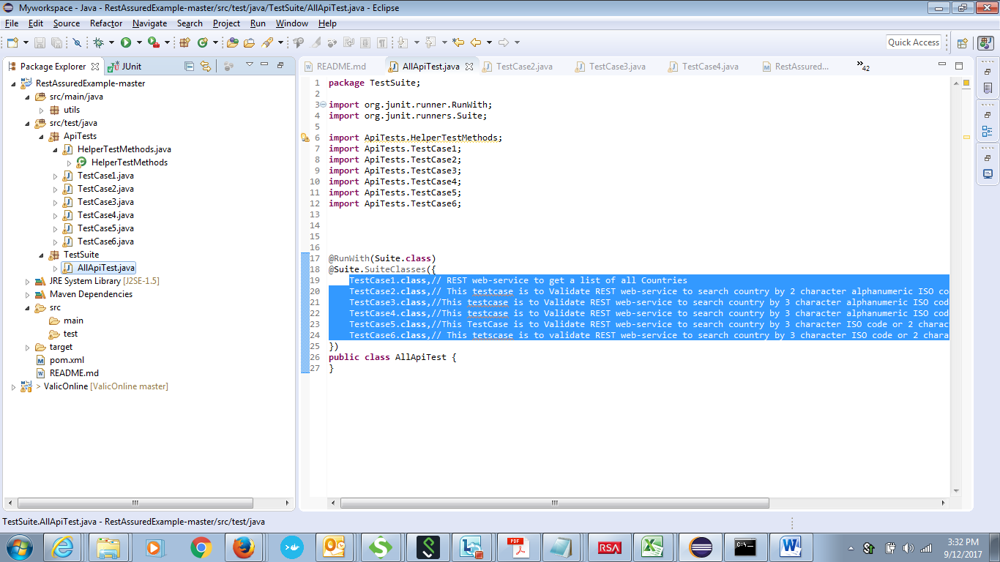 Myworkspace - Java - RestAssuredExample-master/src/test/java/TestSuite/AllApiTest.java - Eclipse
File Edit Source Refactor Navigate Search Project Run Window Help
Quick Access
Package Explorer JUnit
RestAssuredExample-master
src/main/java
utils
src/test/java
ApiTests
HelperTestMethods.java
HelperTestMethods
TestCase1.java
TestCase2.java
TestCase3.java
TestCase4.java
TestCase5.java
TestCase6.java
TestSuite
AllApiTest.java
JRE System Library [J2SE-1.5]
Maven Dependencies
src
main
test
target
pom.xml
README.md
> ValicOnline [ValicOnline master]
README.md AllApiTest.java TestCase2.java TestCase3.java TestCase4.java RestAssured... »42
1 package TestSuite;
2
3 import org.junit.runner.RunWith;
4 import org.junit.runners.Suite;
5
6 import ApiTests.HelperTestMethods;
7 import ApiTests.TestCase1;
8 import ApiTests.TestCase2;
9 import ApiTests.TestCase3;
10 import ApiTests.TestCase4;
11 import ApiTests.TestCase5;
12 import ApiTests.TestCase6;
13
14
15
16
17 @RunWith(Suite.class)
18 @Suite.SuiteClasses({
19 TestCase1.class,// REST web-service to get a list of all Countries
20 TestCase2.class,// This testcase is to Validate REST web-service to search country by 2 character alphanumeric ISO co
21 TestCase3.class,//This testcase is to Validate REST web-service to search country by 3 character alphanumeric ISO cod
22 TestCase4.class,//This testcase is to Validate REST web-service to search country by 3 character alphanumeric ISO cod
23 TestCase5.class,//This TestCase is to Validate REST web-service to search country by 3 character ISO code or 2 charac
24 TestCase6.class,// This tetscase is to validate REST web-service to search country by 3 character ISO code or 2 chara
25 })
26 public class AllApiTest {
27 }
TestSuite.AllApiTest.java - RestAssuredExample-master/src/test/java
PDF
RSA
C:\
3:32 PM
9/12/2017